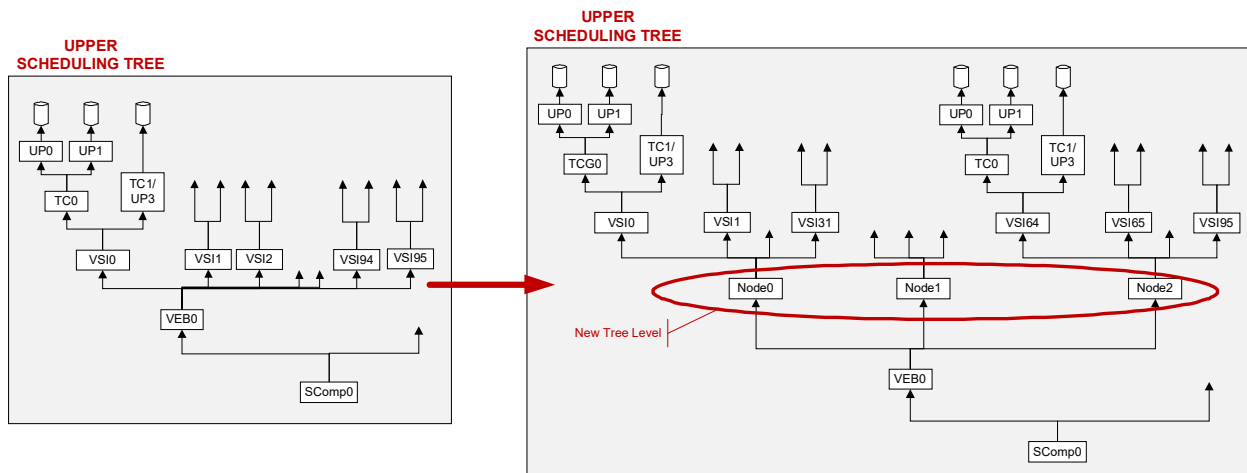 UPPER
SCHEDULING TREE
UP0
UP1
TC1/
UP3
TC0
VSI0
VSI1
VSI2
VSI94
VSI95
VEB0
SComp0
UPPER
SCHEDULING TREE
UP0
UP1
TC1/
UP3
TCG0
VSI0
VSI1
VSI31
UP0
UP1
TC1/
UP3
TC0
VSI64
VSI65
VSI95
Node0
Node1
Node2
New Tree Level
VEB0
SComp0